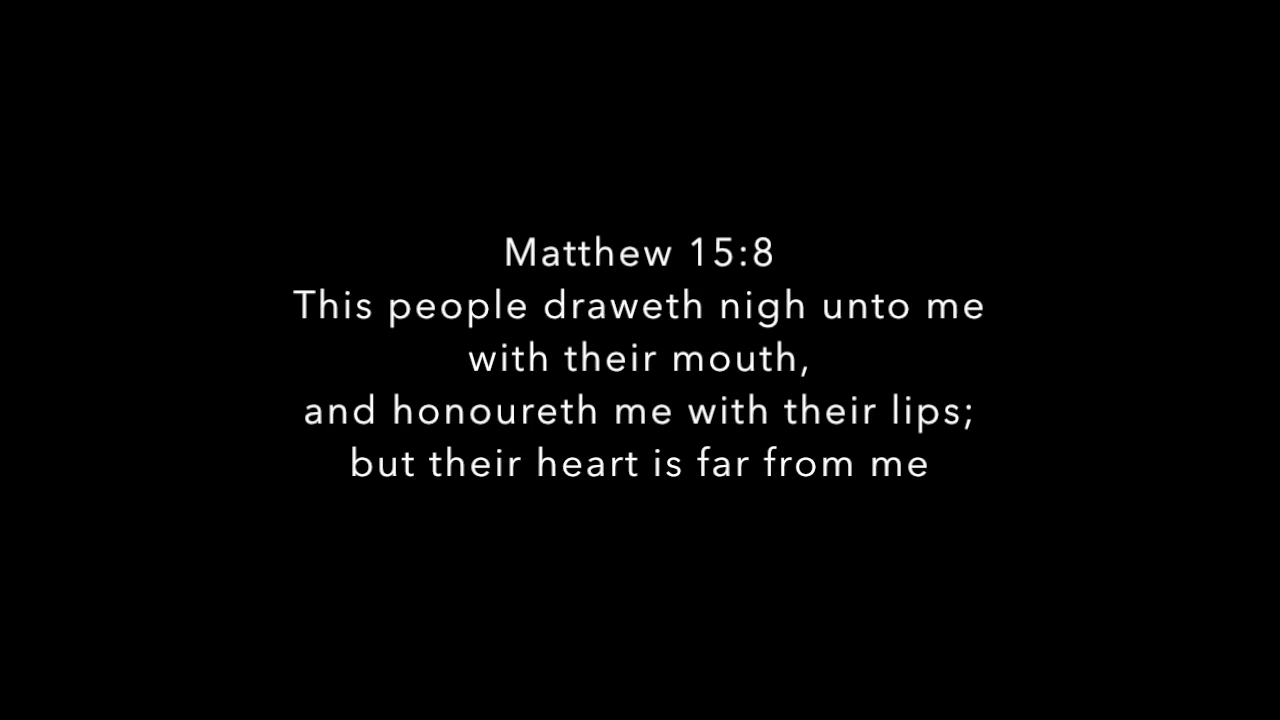 Matthew 15:8
This people draweth nigh unto me
with their mouth,
and honoureth me with their lips;
but their heart is far from me